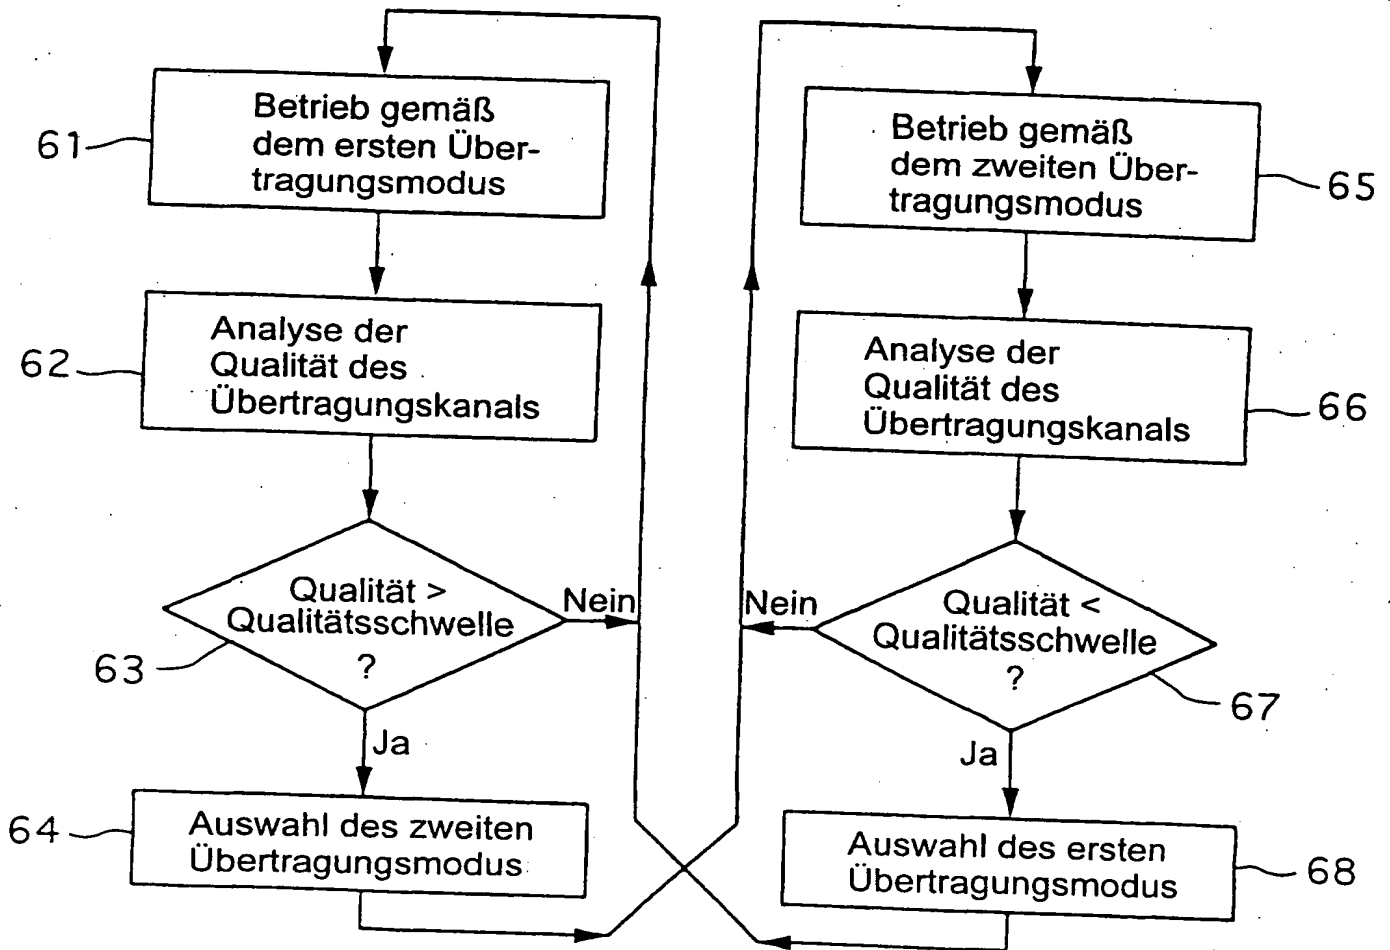 61
Betrieb gemäß
dem ersten Über-
tragungsmodus
62
Analyse der
Qualität des
Übertragungskanals
Qualität >
Qualitätsschwelle
?
63
Nein
Ja
64
Auswahl des zweiten
Übertragungsmodus
Betrieb gemäß
dem zweiten Über-
tragungsmodus
65
Analyse der
Qualität des
Übertragungskanals
66
Nein
Qualität <
Qualitätsschwelle
?
67
Ja
Auswahl des ersten
Übertragungsmodus
68